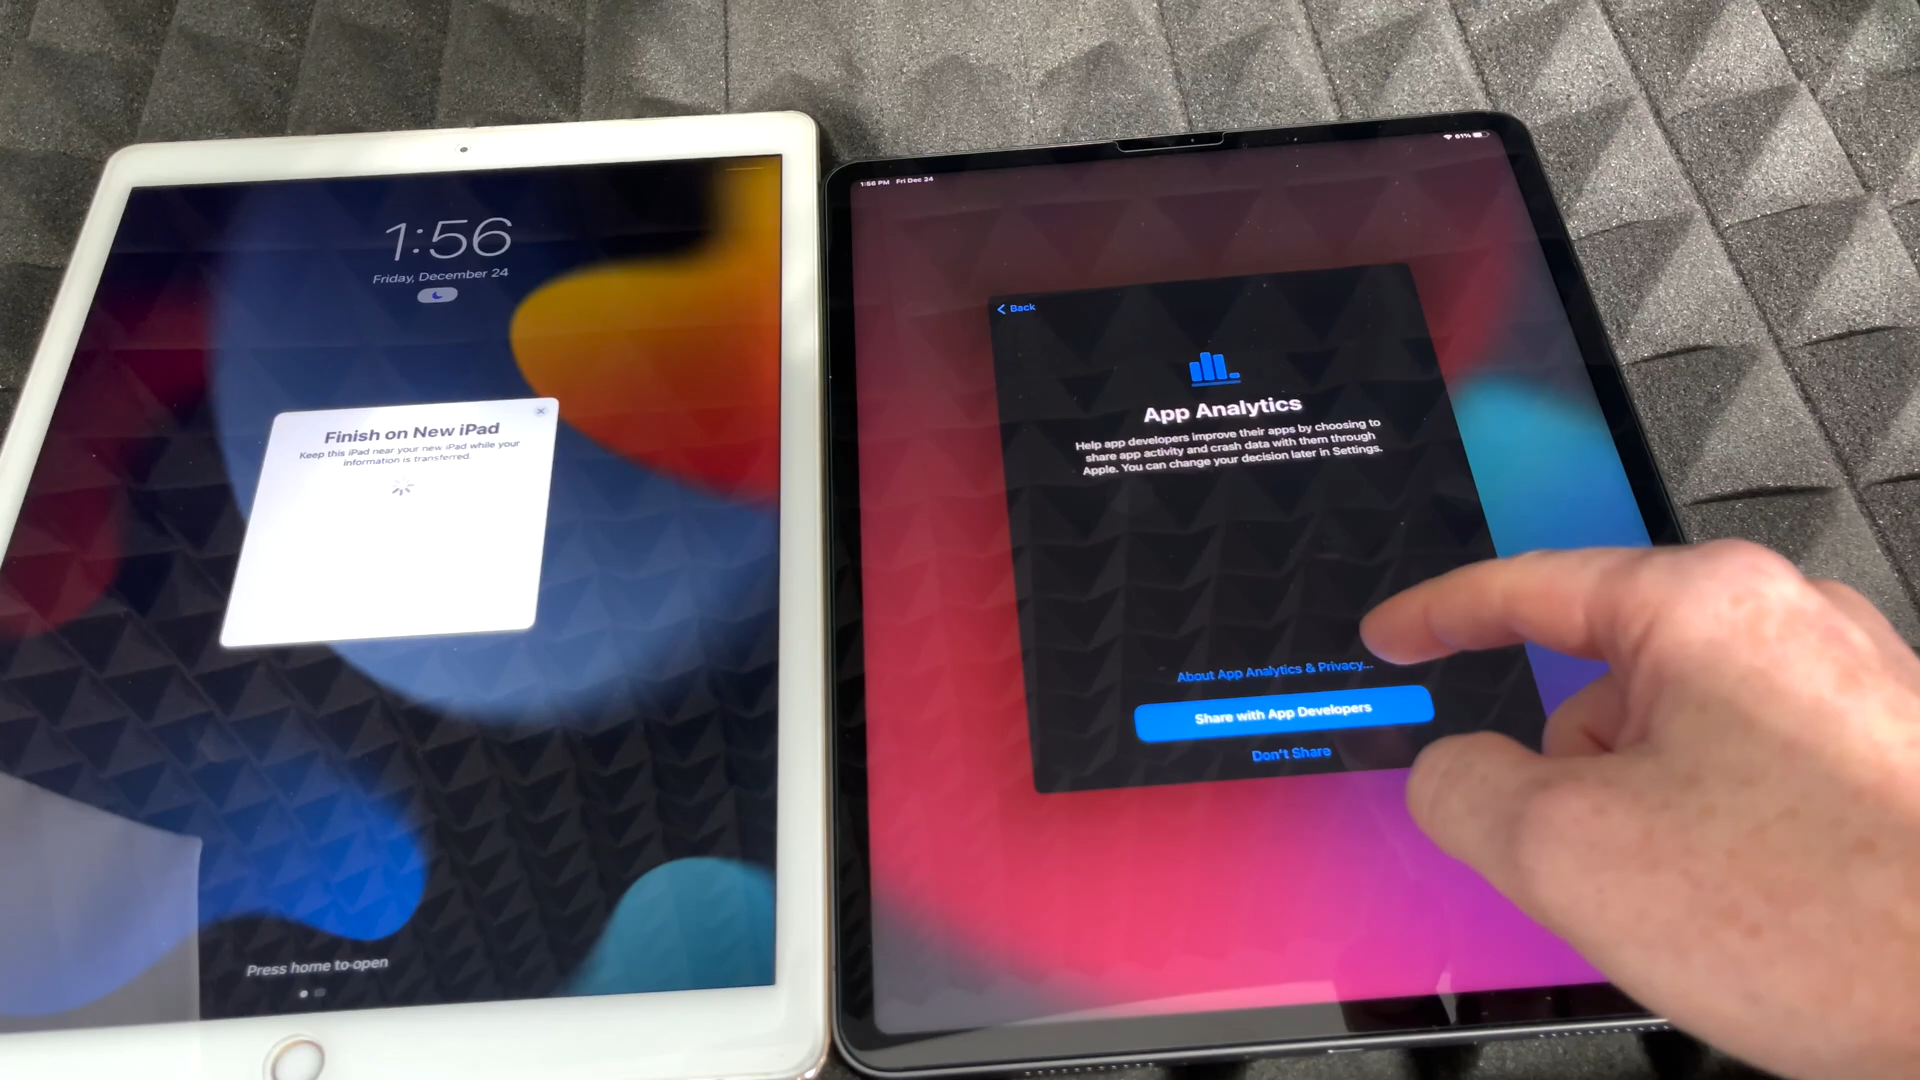 1:56
Friday, December 24
Finish on New iPad
Keep this iPad near your new iPad while your
information is transferred.
Press home to open
1:56 PM Fri Dec 24
61%
Back
App Analytics
Help app developers improve their apps by choosing to
share app activity and crash data with them through
Apple. You can change your decision later in Settings.
About App Analytics & Privacy...
Share with App Developers
Don't Share